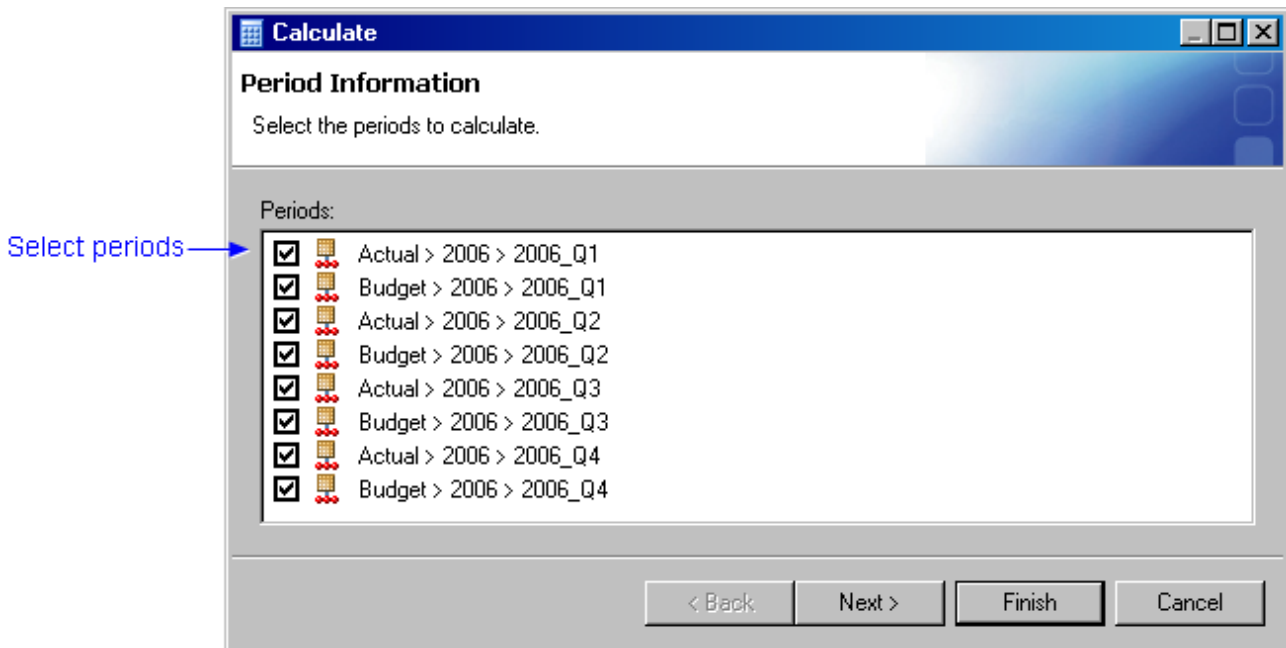 Calculate
Period Information
Select the periods to calculate.
Periods:
Select periods
Actual > 2006 > 2006_Q1
Budget > 2006 > 2006_Q1
Actual > 2006 > 2006_Q2
Budget > 2006 > 2006_Q2
Actual > 2006 > 2006_Q3
Budget > 2006 > 2006_Q3
Actual > 2006 > 2006_Q4
Budget > 2006 > 2006_Q4
< Back
Next >
Finish
Cancel